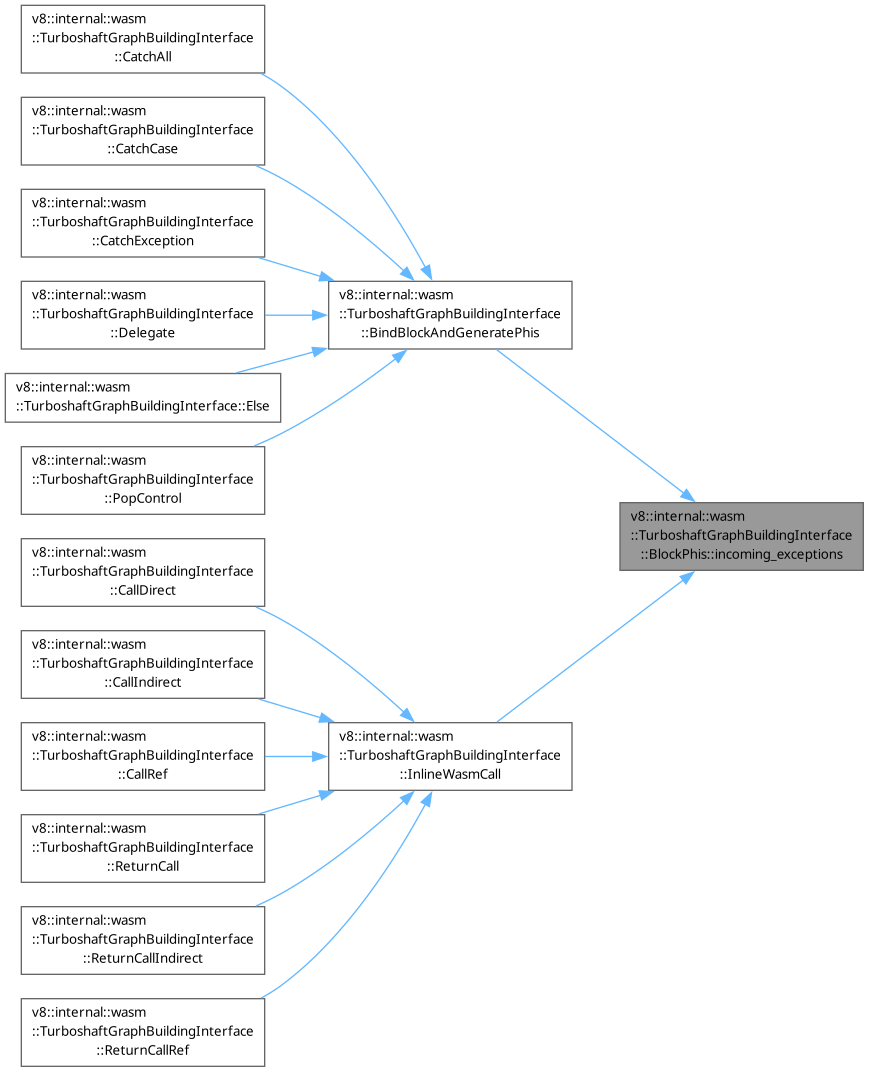 v8::internal::wasm
::TurboshaftGraphBuildingInterface
::CatchAll
v8::internal::wasm
::TurboshaftGraphBuildingInterface
::CatchCase
v8::internal::wasm
::TurboshaftGraphBuildingInterface
::CatchException
v8::internal::wasm
::TurboshaftGraphBuildingInterface
::Delegate
v8::internal::wasm
::TurboshaftGraphBuildingInterface::Else
v8::internal::wasm
::TurboshaftGraphBuildingInterface
::PopControl
v8::internal::wasm
::TurboshaftGraphBuildingInterface
::BindBlockAndGeneratePhis
v8::internal::wasm
::TurboshaftGraphBuildingInterface
::BlockPhis::incoming_exceptions
v8::internal::wasm
::TurboshaftGraphBuildingInterface
::CallDirect
v8::internal::wasm
::TurboshaftGraphBuildingInterface
::CallIndirect
v8::internal::wasm
::TurboshaftGraphBuildingInterface
::CallRef
v8::internal::wasm
::TurboshaftGraphBuildingInterface
::ReturnCall
v8::internal::wasm
::TurboshaftGraphBuildingInterface
::ReturnCallIndirect
v8::internal::wasm
::TurboshaftGraphBuildingInterface
::ReturnCallRef
v8::internal::wasm
::TurboshaftGraphBuildingInterface
::InlineWasmCall